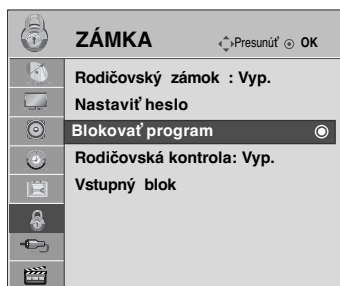 ZÁMKA Presunúť OK
Rodičovský zámok : Vyp.
Nastaviť heslo
Blokovať program
Rodičovská kontrola: Vyp.
Vstupný blok